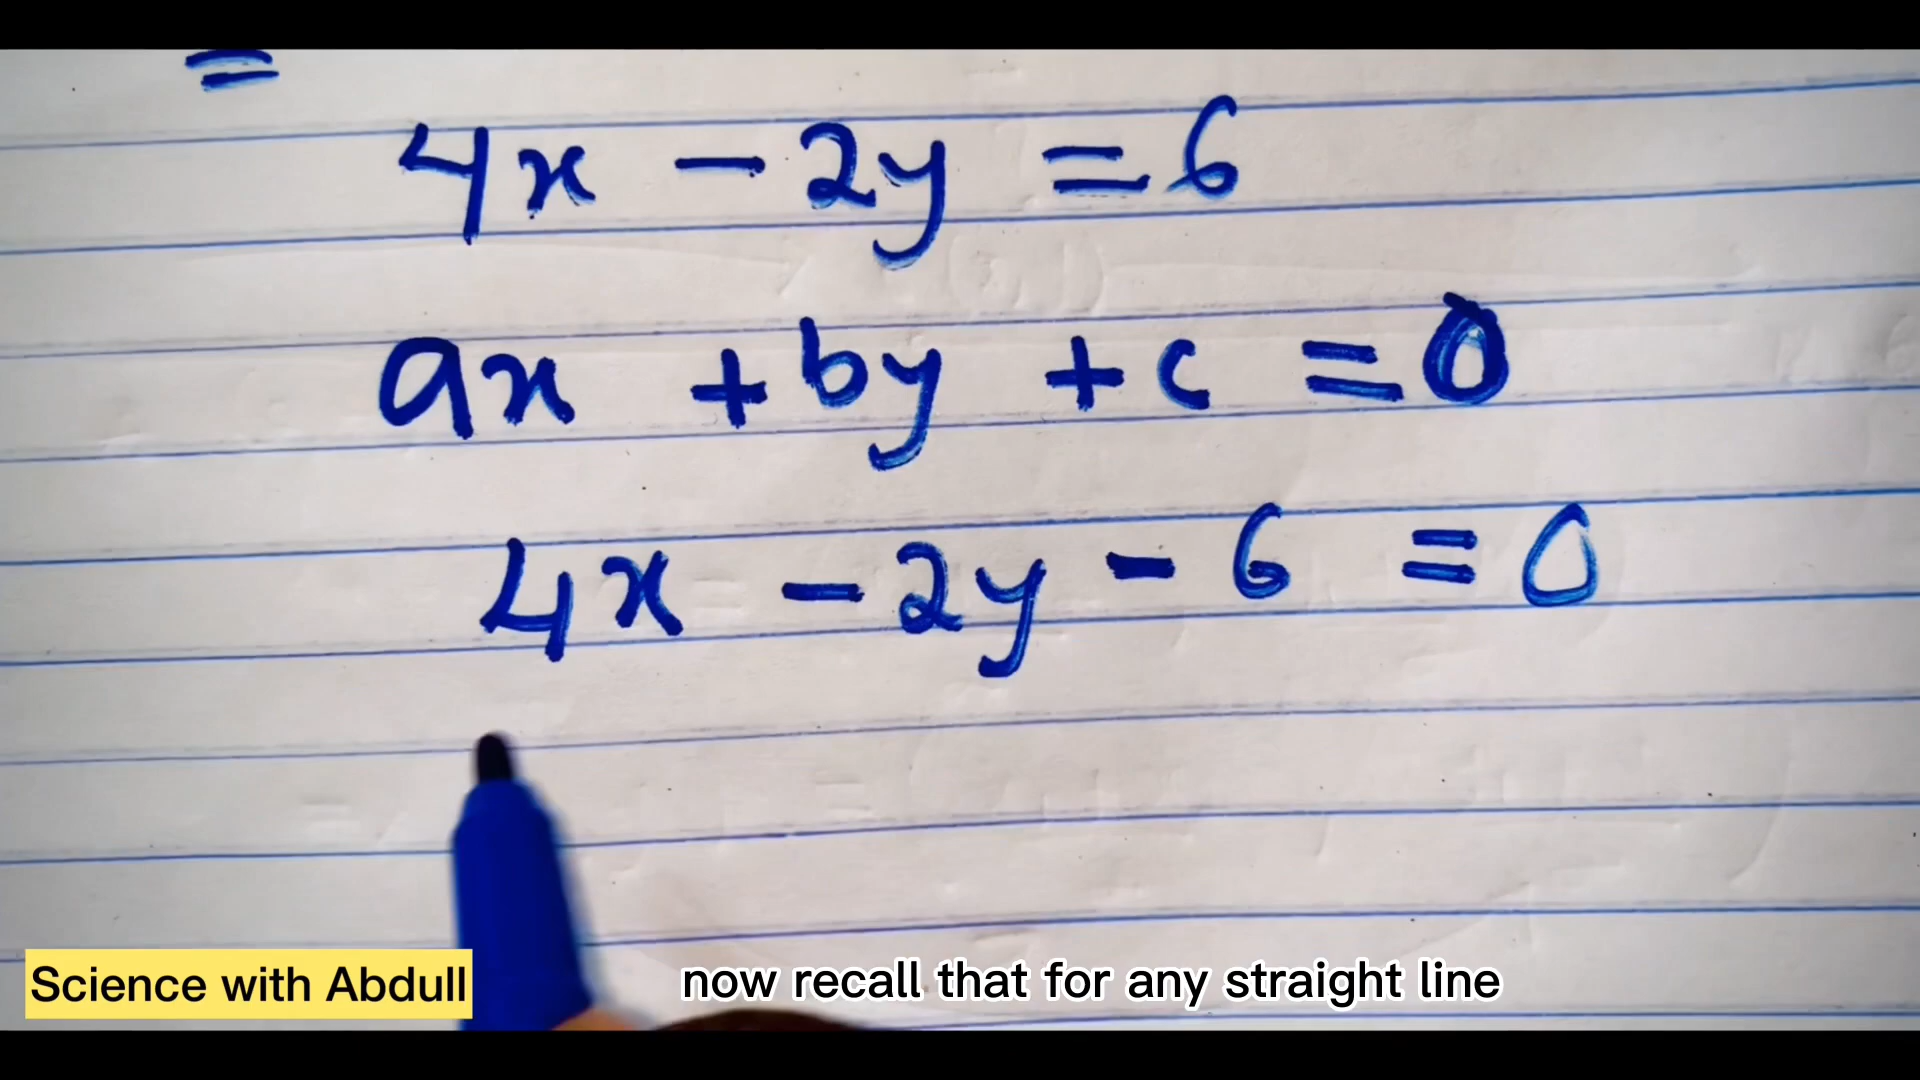 =
4x - 2y = 6
ax + by + c = 0
4x - 2y - 6 = 0
Science with Abdull
now recall that for any straight line